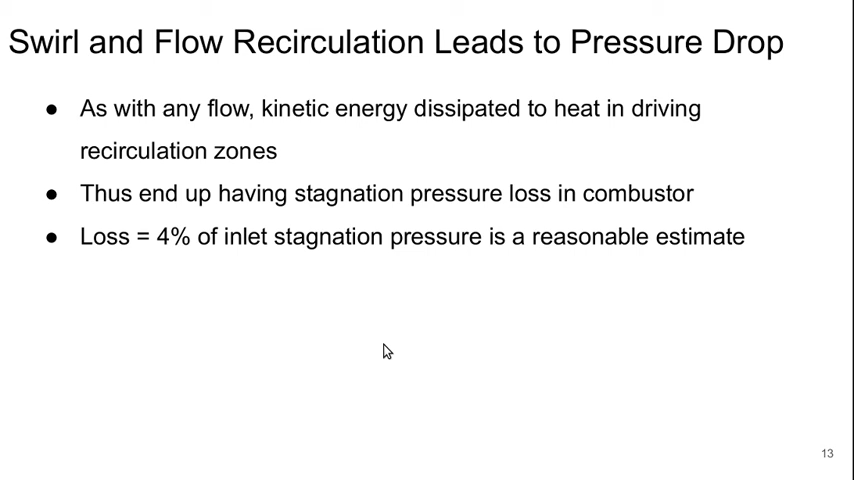 Swirl and Flow Recirculation Leads to Pressure Drop
● As with any flow, kinetic energy dissipated to heat in driving
recirculation zones
● Thus end up having stagnation pressure loss in combustor
● Loss = 4% of inlet stagnation pressure is a reasonable estimate
13